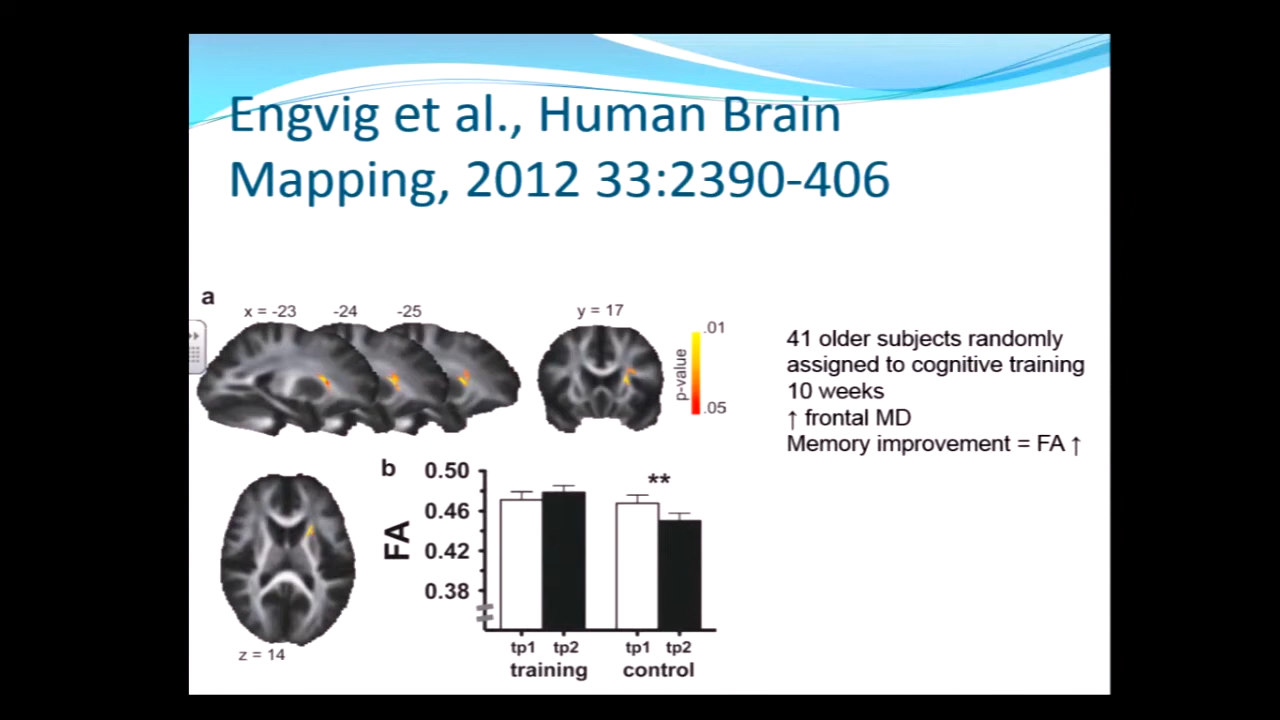 Engvig et al., Human Brain
Mapping, 2012 33:2390-406
a
x = -23
-24
-25
y = 17
.01
p-value
.05
41 older subjects randomly
assigned to cognitive training
10 weeks
↑ frontal MD
Memory improvement = FA ↑
z = 14
b
0.50
0.46
0.42
0.38
FA
**
tp1 tp2 tp1 tp2
training control